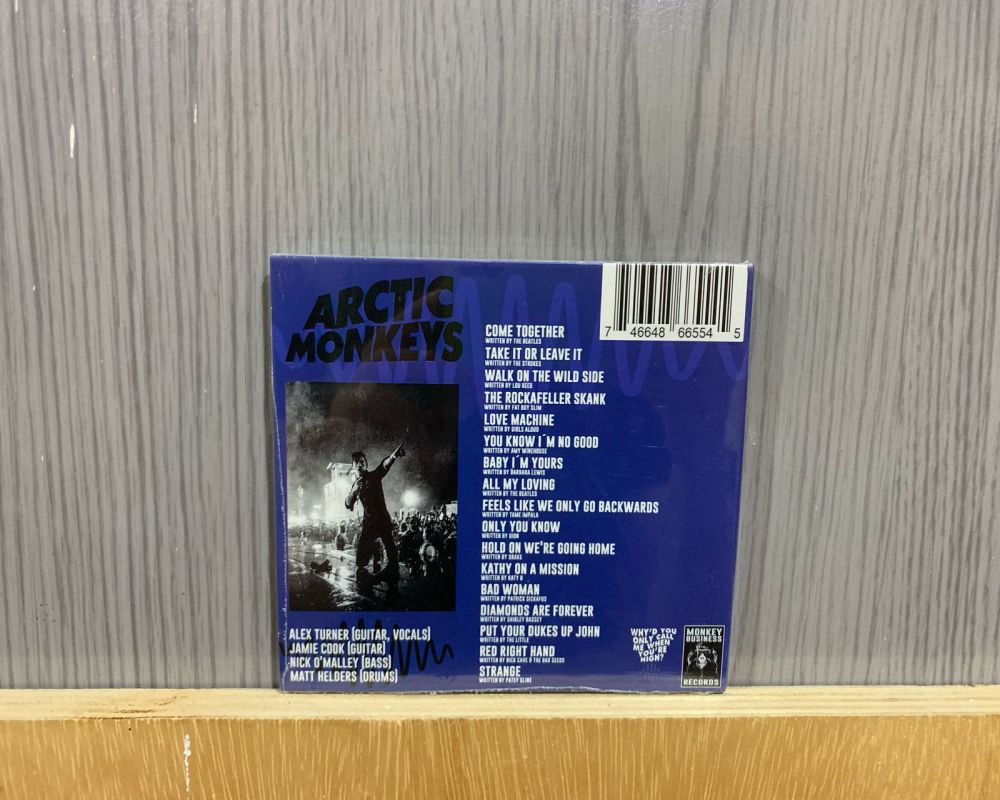 ARCTIC
MONKEYS
ALEX TURNER (GUITAR, VOCALS)
JAMIE COOK (GUITAR)
NICK O'MALLEY (BASS)
MATT HELDERS (DRUMS)
7 46648 66554 5
COME TOGETHER
WRITTEN BY THE BEATLES
TAKE IT OR LEAVE IT
WRITTEN BY THE STROKES
WALK ON THE WILD SIDE
WRITTEN BY LOU REED
THE ROCKAFELLER SKANK
WRITTEN BY FAT BOY SLIM
LOVE MACHINE
WRITTEN BY GIRLS ALOUD
YOU KNOW I´M NO GOOD
WRITTEN BY AMY WINEHOUSE
BABY I´M YOURS
WRITTEN BY BARBARA LEWIS
ALL MY LOVING
WRITTEN BY THE BEATLES
FEELS LIKE WE ONLY GO BACKWARDS
WRITTEN BY TAME IMPALA
ONLY YOU KNOW
WRITTEN BY DION
HOLD ON WE'RE GOING HOME
WRITTEN BY DRAKE
KATHY ON A MISSION
WRITTEN BY KATY B
BAD WOMAN
WRITTEN BY PATRICK SICKAFUS
DIAMONDS ARE FOREVER
WRITTEN BY SHIRLEY BASSEY
PUT YOUR DUKES UP JOHN
WRITTEN BY THE LITTLE
RED RIGHT HAND
WRITTEN BY NICK CAVE & THE BAD SEEDS
STRANGE
WRITTEN BY PATSY CLINE
WHY'D YOU
ONLY CALL
ME WHEN
YOU'RE
HIGH?
MONKEY
BUSINESS
RECORDS